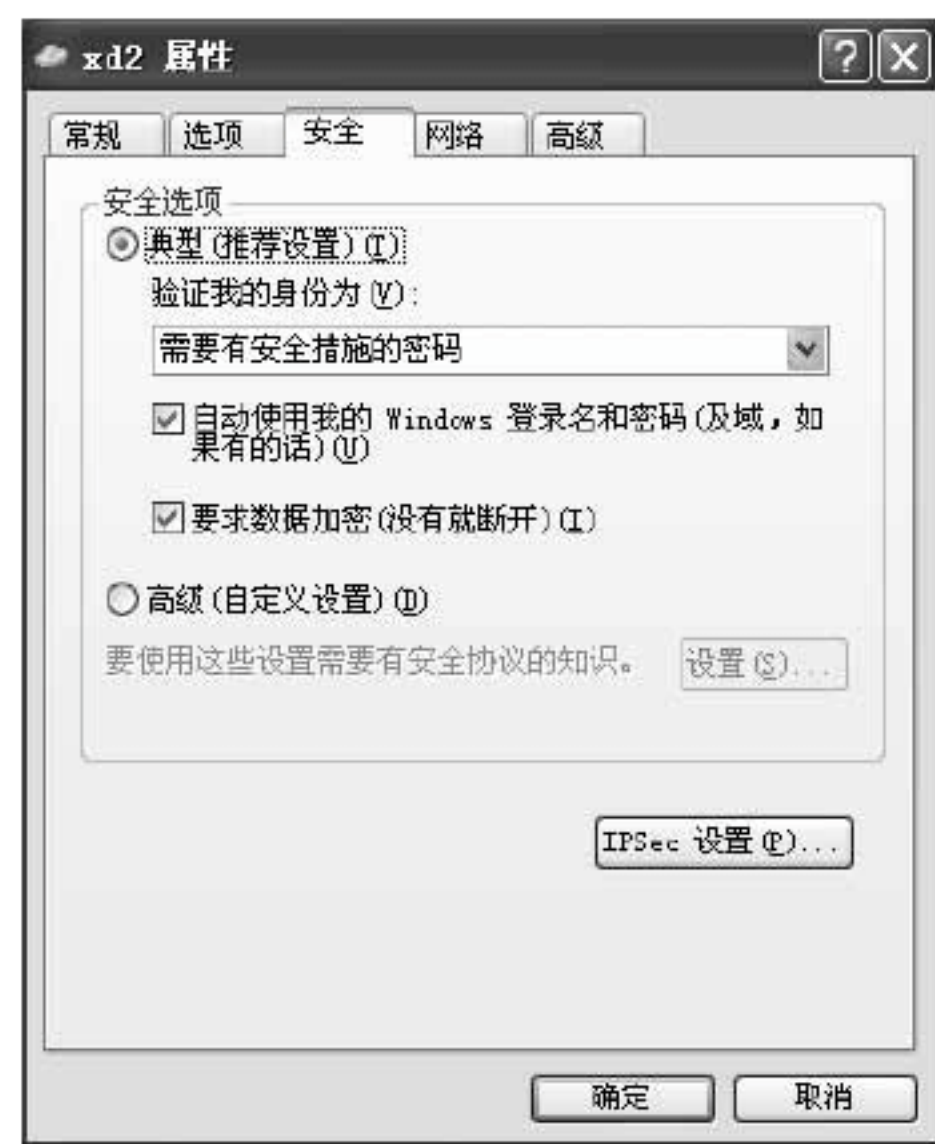 xd2 属性
常规 选项 安全 网络 高级
安全选项
典型(推荐设置)(T)
验证我的身份为(V):
需要有安全措施的密码
自动使用我的 Windows 登录名和密码(及域，如
果有的话)(U)
要求数据加密(没有就断开)(I)
高级(自定义设置)(D)
要使用这些设置需要有安全协议的知识。 设置(S)...
IPSec 设置(P)...
确定 取消